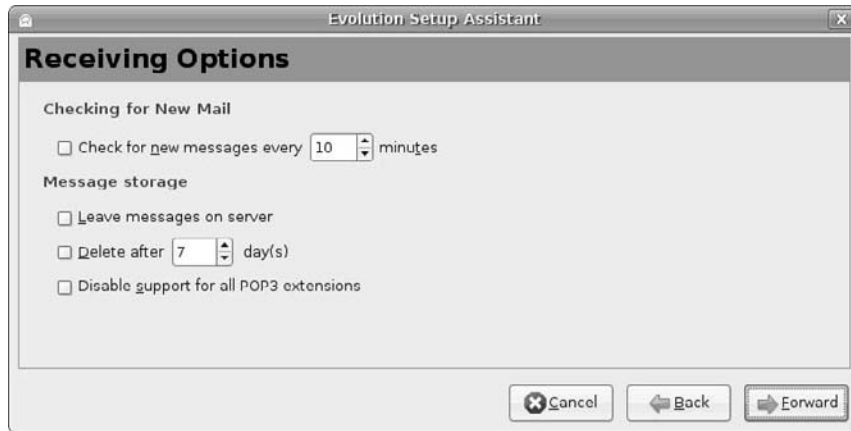 Evolution Setup Assistant
Receiving Options
Checking for New Mail
Check for new messages every 10 minutes
Message storage
Leave messages on server
Delete after 7 day(s)
Disable support for all POP3 extensions
Cancel Back Forward